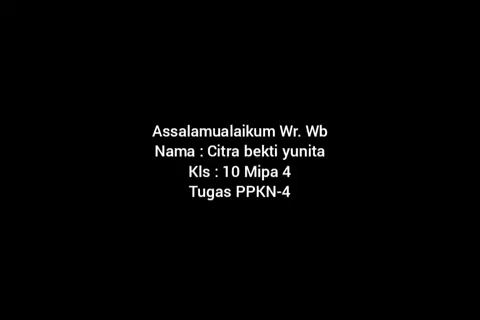 Assalamualaikum Wr. Wb
Nama : Citra bekti yunita
Kls : 10 Mipa 4
Tugas PPKN-4